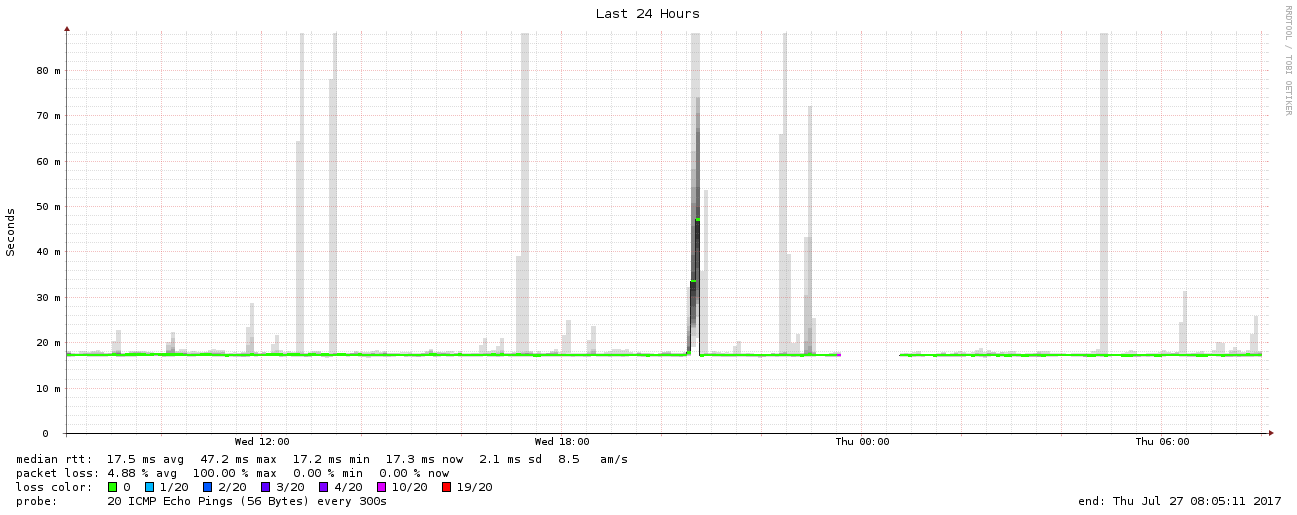 Last 24 Hours
RRDTOOL / TOBI OETIKER
Seconds
80 m
70 m
60 m
50 m
40 m
30 m
20 m
10 m
0
Wed 12:00 Wed 18:00 Thu 00:00 Thu 06:00
median rtt: 17.5 ms avg 47.2 ms max 17.2 ms min 17.3 ms now 2.1 ms sd 8.5 am/s
packet loss: 4.88 % avg 100.00 % max 0.00 % min 0.00 % now
loss color: 0 1/20 2/20 3/20 4/20 10/20 19/20
probe: 20 ICMP Echo Pings (56 Bytes) every 300s end: Thu Jul 27 08:05:11 2017